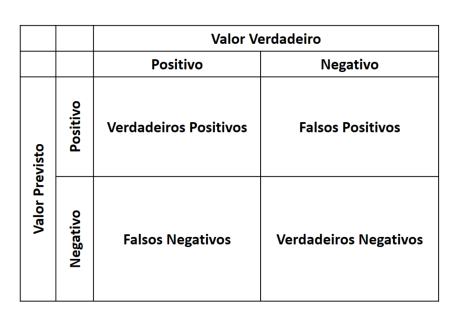 Valor Verdadeiro
Positivo Negativo
Valor Previsto
Positivo
Verdadeiros Positivos Falsos Positivos
Negativo
Falsos Negativos Verdadeiros Negativos